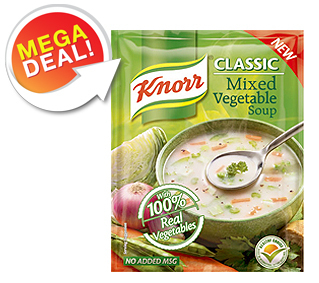 MEGA
DEAL!
NEW
Knorr
CLASSIC
Mixed
Vegetable
Soup
With
100%
Real
Vegetables
NO ADDED MSG